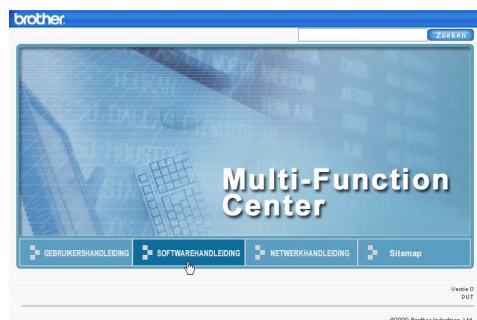 brother.
Zoeken
Multi-Function
Center
GEBRUIKERSHANDLEIDING SOFTWAREHANDLEIDING NETWERKHANDLEIDING Sitemap
Versie 0
DUT